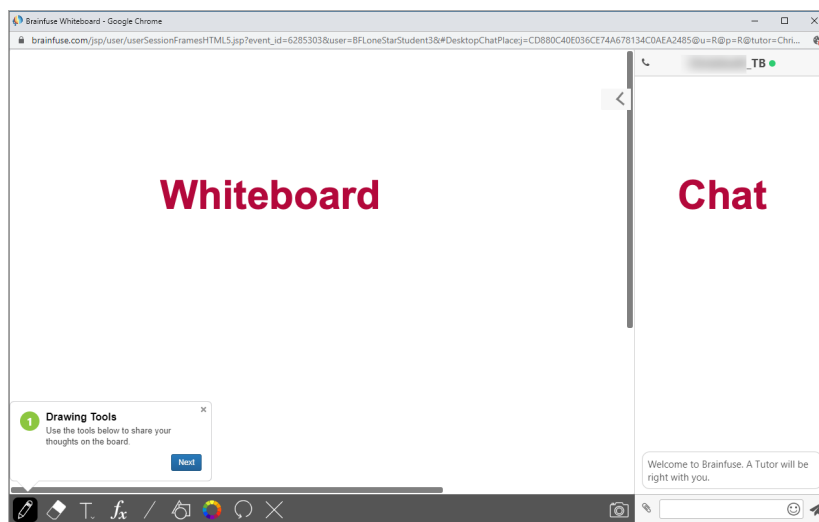 Brainfuse Whiteboard - Google Chrome
brainfuse.com/jsp/user/userSessionFramesHTML5.jsp?event_id=6285303&user=BFLoneStarStudent3&#DesktopChatPlace;j=CD880C40E036CE74A678134C0AEA2485@u=R@p=R@tutor=Chri...
_TB
Whiteboard
Chat
1
Drawing Tools
Use the tools below to share your
thoughts on the board.
Next
Welcome to Brainfuse. A Tutor will be
right with you.
T
fx